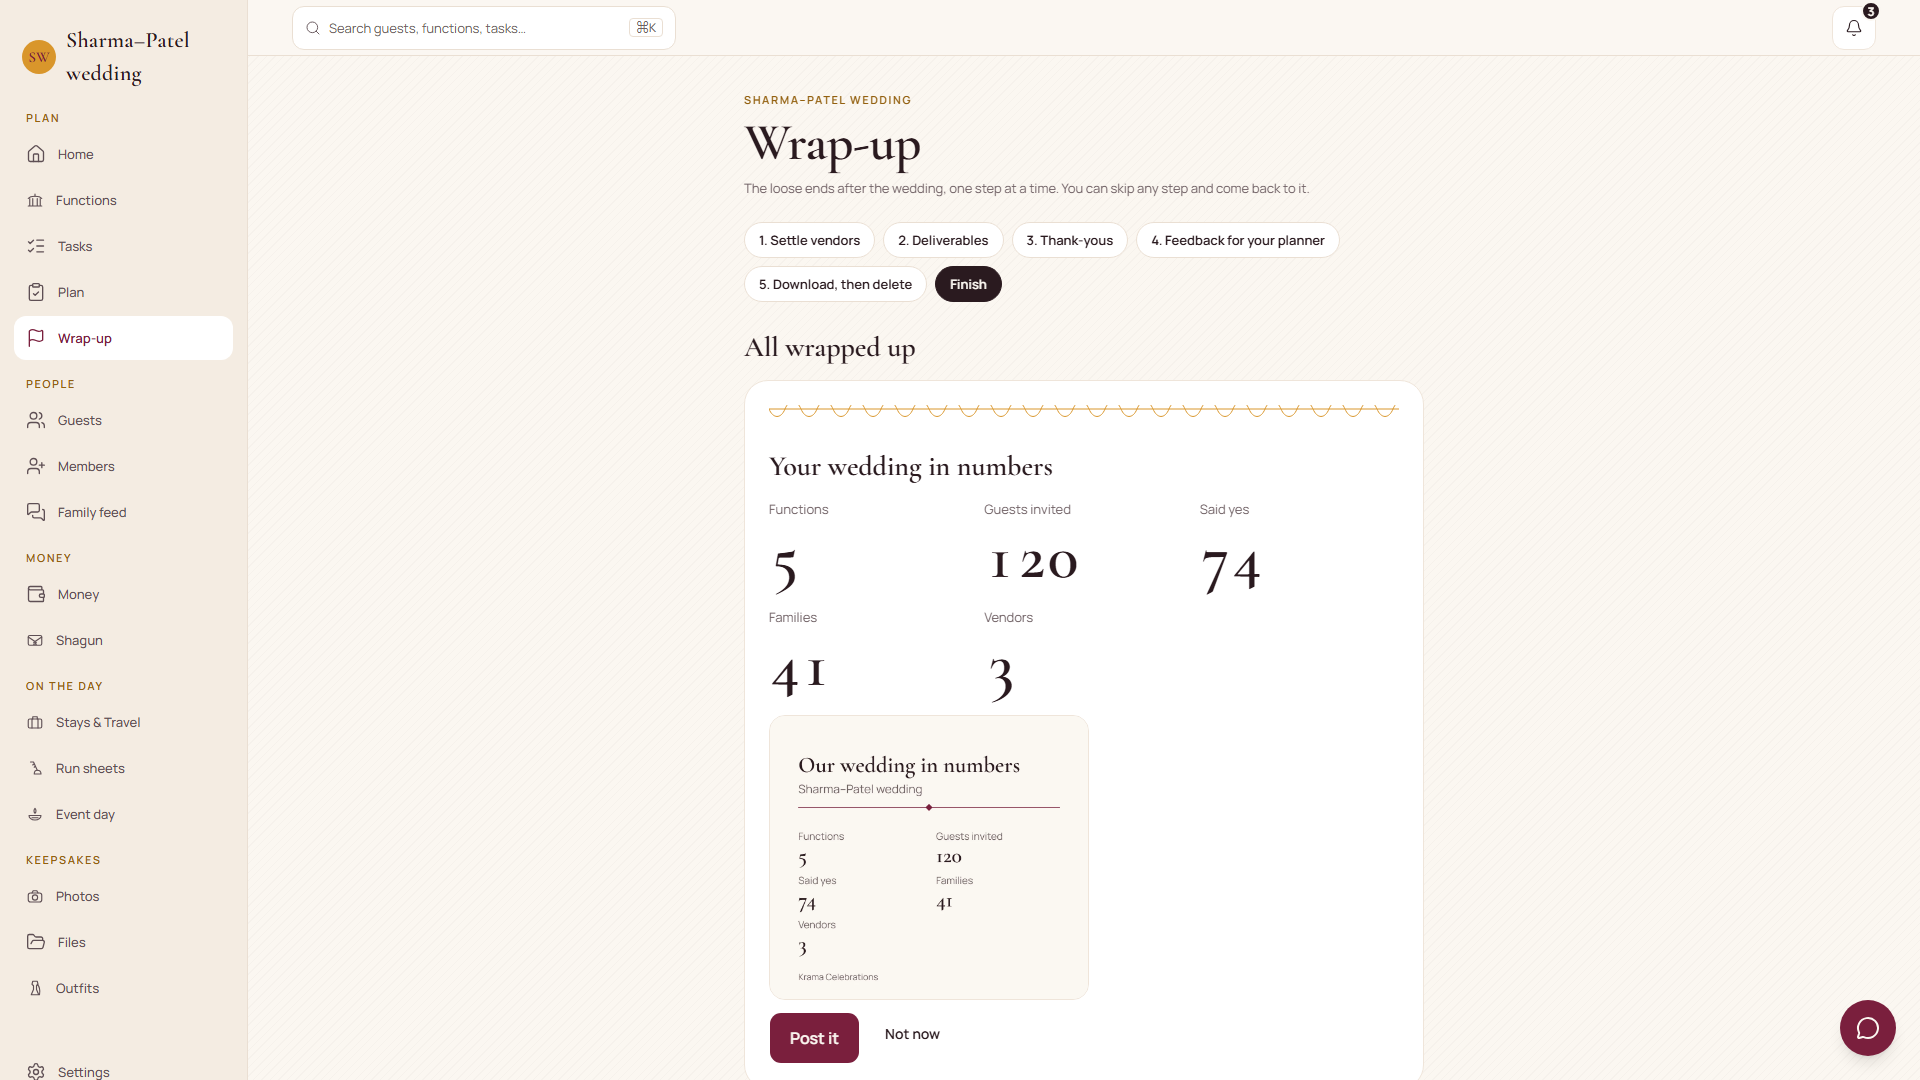 SW
Sharma–Patel
wedding
PLAN
Home
Functions
Tasks
Plan
Wrap-up
PEOPLE
Guests
Members
Family feed
MONEY
Money
Shagun
ON THE DAY
Stays & Travel
Run sheets
Event day
KEEPSAKES
Photos
Files
Outfits
Settings
Search guests, functions, tasks…
⌘K
3
SHARMA–PATEL WEDDING
Wrap-up
The loose ends after the wedding, one step at a time. You can skip any step and come back to it.
1. Settle vendors
2. Deliverables
3. Thank-yous
4. Feedback for your planner
5. Download, then delete
Finish
All wrapped up
Your wedding in numbers
Functions
Guests invited
Said yes
5
120
74
Families
Vendors
41
3
Our wedding in numbers
Sharma–Patel wedding
Functions
Guests invited
5
120
Said yes
Families
74
41
Vendors
3
Krama Celebrations
Post it
Not now